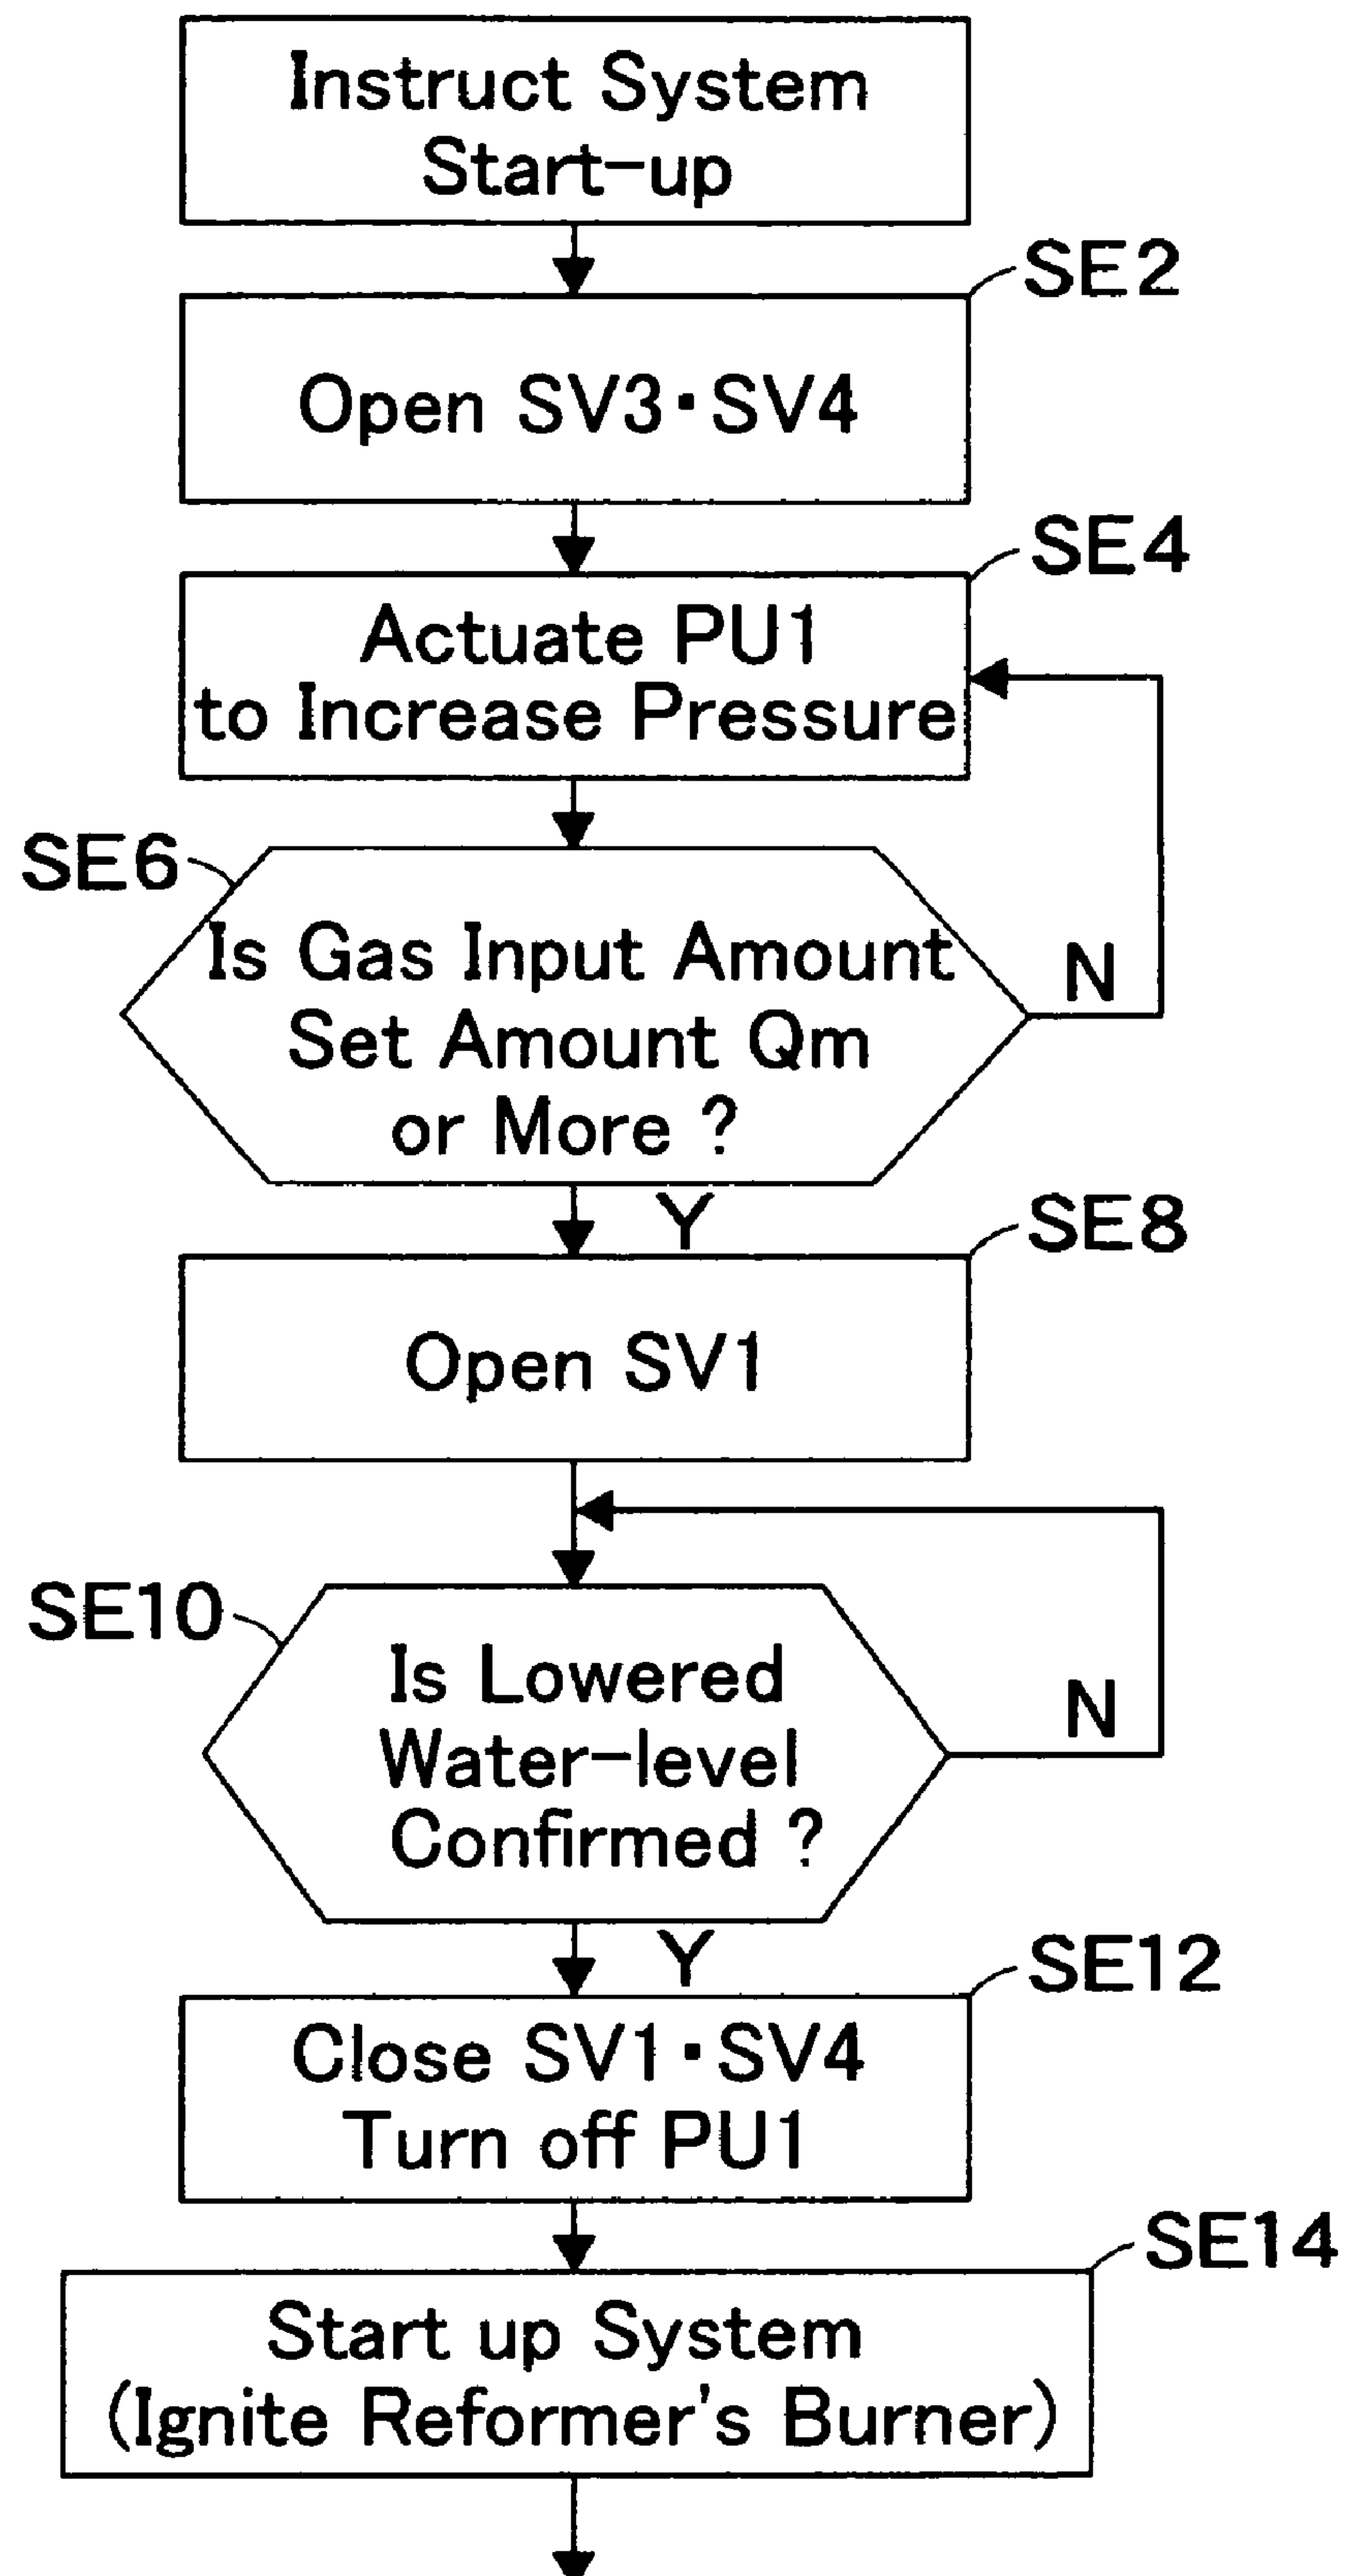 Instruct System
Start-up
SE2
Open SV3・SV4
SE4
Actuate PU1
to Increase Pressure
SE6
Is Gas Input Amount
Set Amount Qm
or More ?
N
Y
SE8
Open SV1
SE10
Is Lowered
Water-level
Confirmed ?
N
Y
SE12
Close SV1・SV4
Turn off PU1
SE14
Start up System
(Ignite Reformer's Burner)